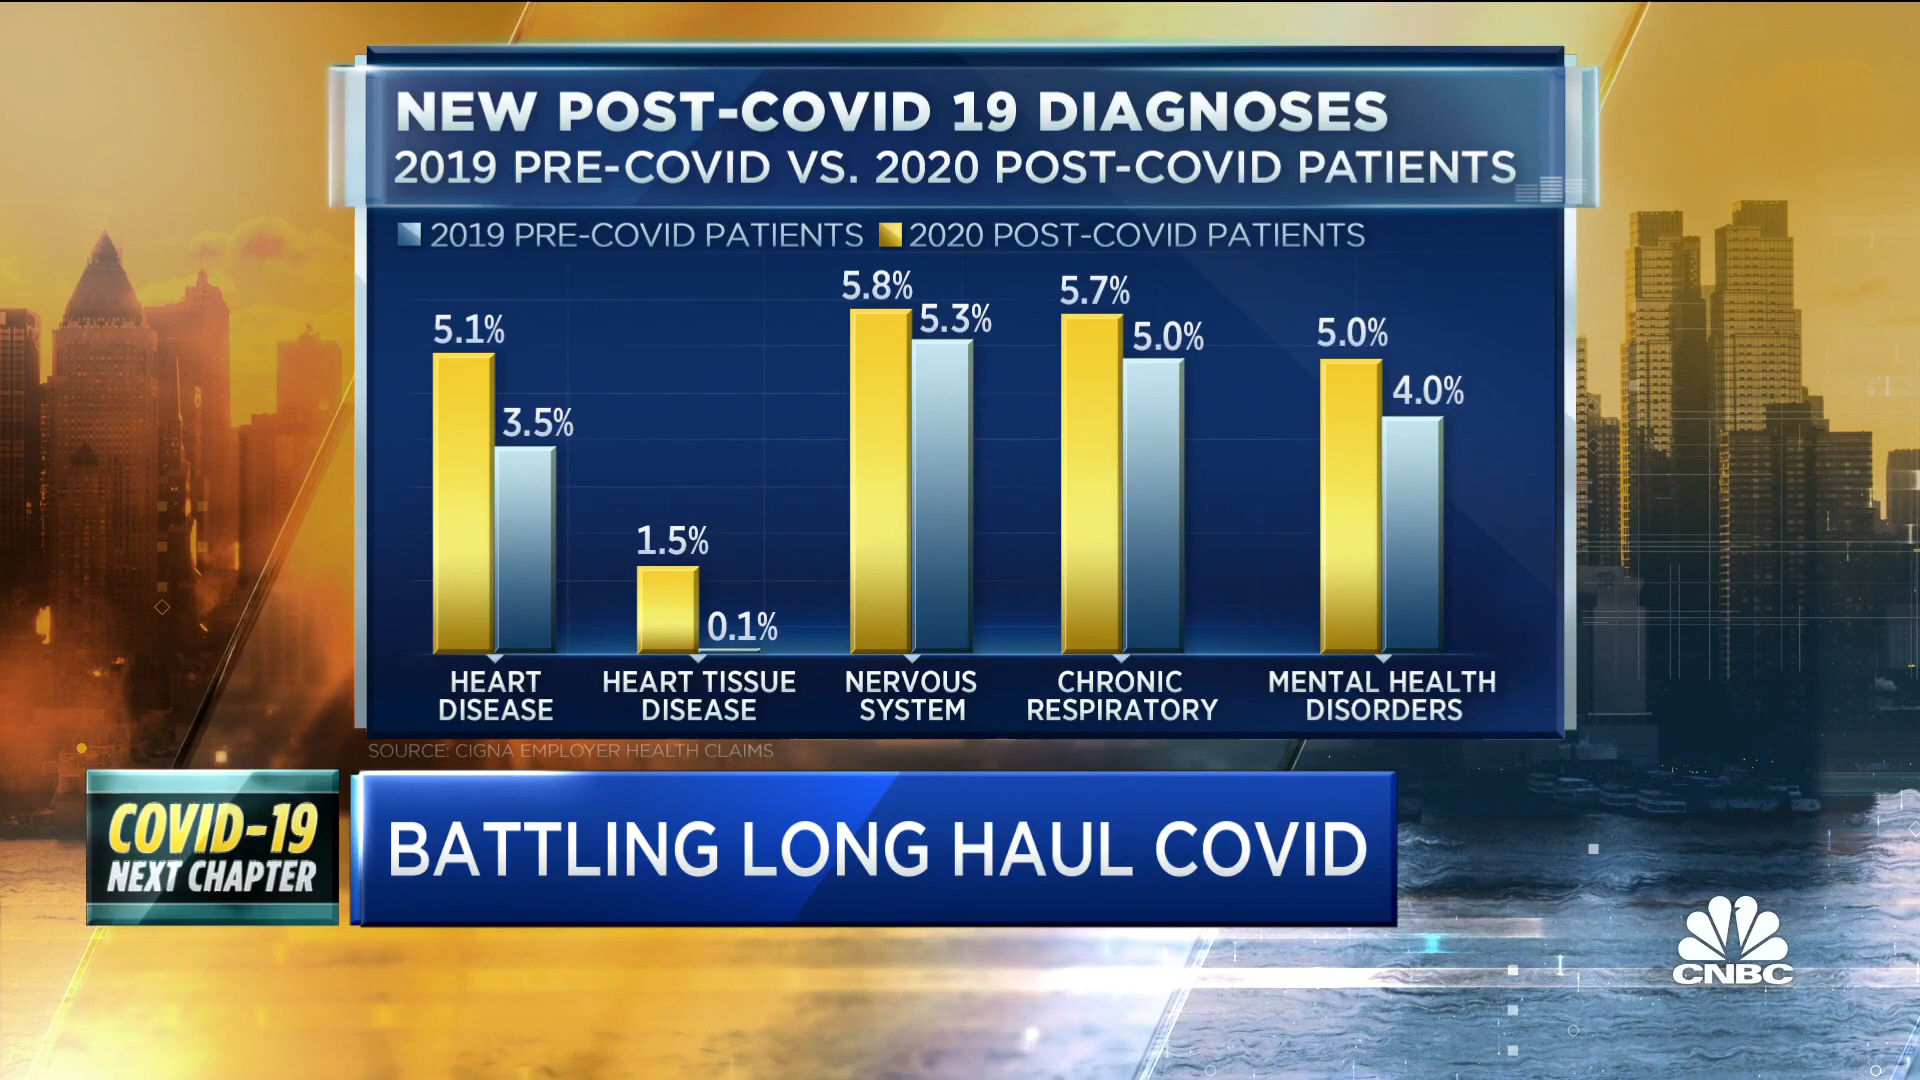 NEW POST-COVID 19 DIAGNOSES
2019 PRE-COVID VS. 2020 POST-COVID PATIENTS
2019 PRE-COVID PATIENTS 2020 POST-COVID PATIENTS
5.1%
3.5%
1.5%
0.1%
5.8%
5.3%
5.7%
5.0%
5.0%
4.0%
HEART
DISEASE
HEART TISSUE
DISEASE
NERVOUS
SYSTEM
CHRONIC
RESPIRATORY
MENTAL HEALTH
DISORDERS
SOURCE: CIGNA EMPLOYER HEALTH CLAIMS
COVID-19
NEXT CHAPTER
BATTLING LONG HAUL COVID
CNBC